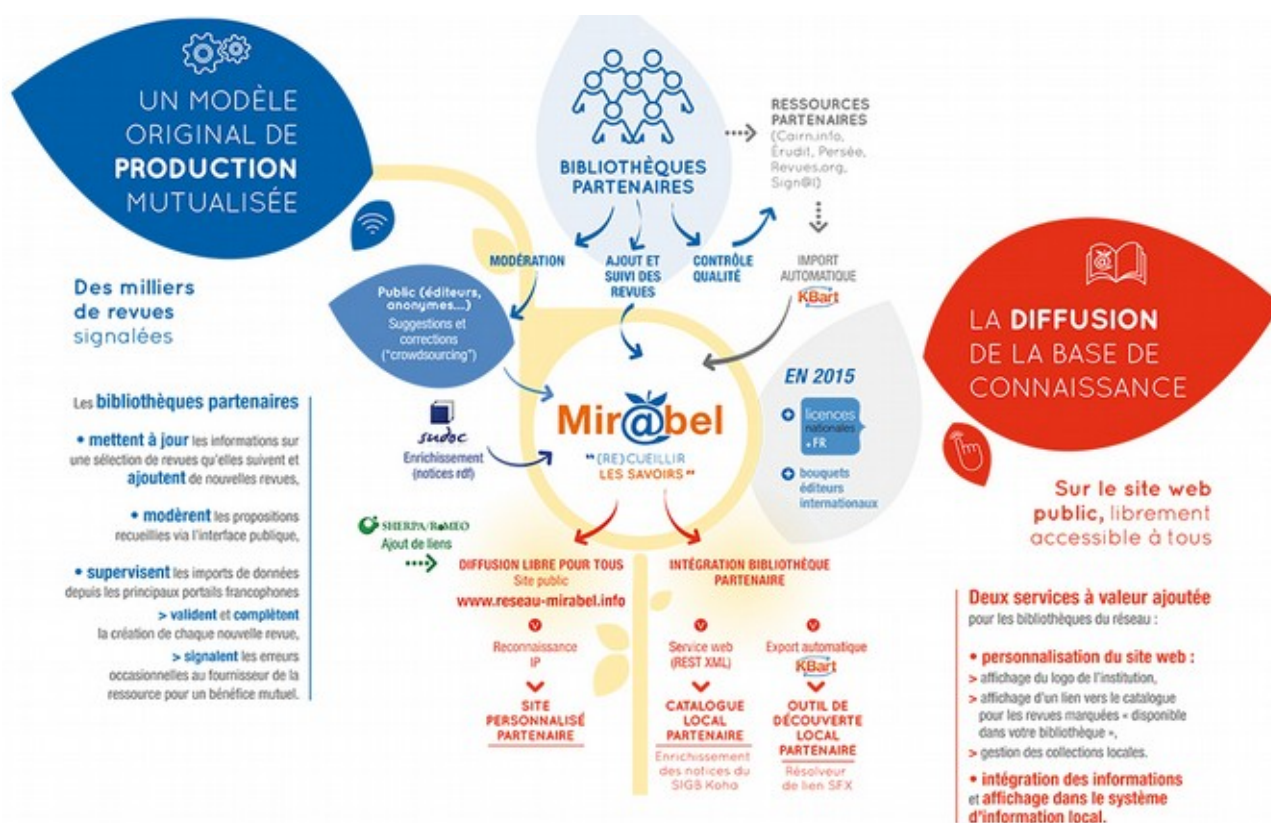 UN MODÈLE
ORIGINAL DE
PRODUCTION
MUTUALISÉE
Des milliers
de revues
signalées
Les bibliothèques partenaires
• mettent à jour les informations sur
une sélection de revues qu'elles suivent et
ajoutent de nouvelles revues,
• modèrent les propositions
recueillies via l'interface publique,
• supervisent les imports de données
depuis les principaux portails francophones
> valident et complètent
la création de chaque nouvelle revue,
> signalent les erreurs
occasionnelles au fournisseur de la
ressource pour un bénéfice mutuel.
BIBLIOTHÈQUES
PARTENAIRES
RESSOURCES
PARTENAIRES
(Cairn.info,
Érudit, Persée,
Revues.org,
Sign@l)
MODÉRATION
AJOUT ET
SUIVI DES
REVUES
CONTRÔLE
QUALITÉ
IMPORT
AUTOMATIQUE
KBart
Public (éditeurs,
anonymes...)
Suggestions et
corrections
("crowdsourcing")
sudoc
Enrichissement
(notices rdf)
SHERPA/RoMEO
Ajout de liens
Mir@bel
" (RE)CUEILLIR
LES SAVOIRS "
EN 2015
+ licences
nationales
.FR
+ bouquets
éditeurs
internationaux
DIFFUSION LIBRE POUR TOUS
Site public
www.reseau-mirabel.info
INTÉGRATION BIBLIOTHÈQUE
PARTENAIRE
Reconnaissance
IP
SITE
PERSONNALISÉ
PARTENAIRE
Service web
(REST XML)
CATALOGUE
LOCAL
PARTENAIRE
Enrichissement
des notices du
SIGB Koha
Export automatique
KBart
OUTIL DE
DÉCOUVERTE
LOCAL
PARTENAIRE
Résolveur
de lien SFX
LA DIFFUSION
DE LA BASE DE
CONNAISSANCE
Sur le site web
public, librement
accessible à tous
Deux services à valeur ajoutée
pour les bibliothèques du réseau :
• personnalisation du site web :
> affichage du logo de l'institution,
> affichage d'un lien vers le catalogue
pour les revues marquées « disponible
dans votre bibliothèque »,
> gestion des collections locales.
• intégration des informations
et affichage dans le système
d'information local.